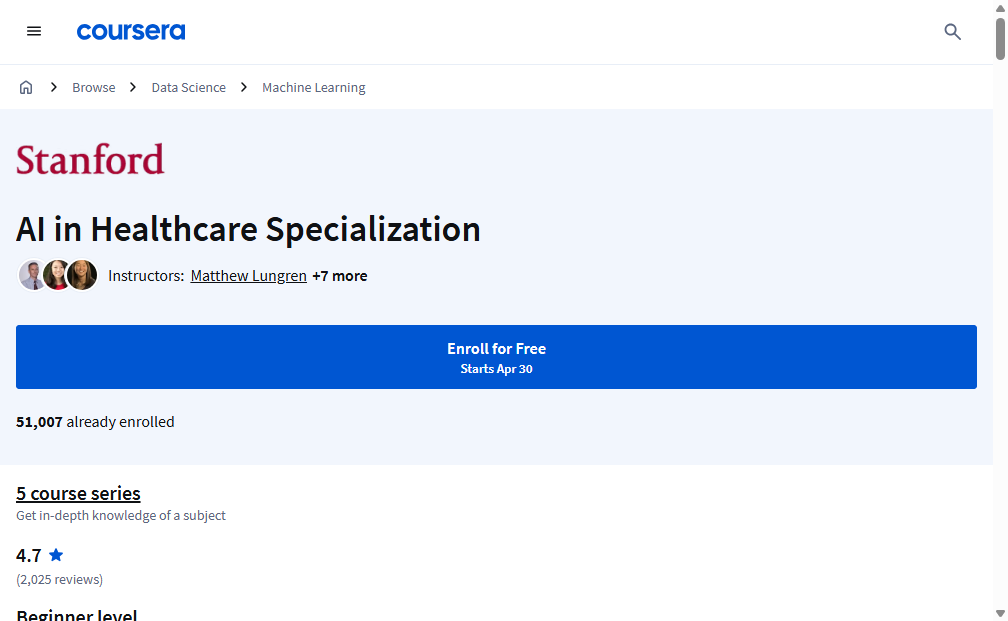 coursera
Browse
Data Science
Machine Learning
Stanford
AI in Healthcare Specialization
Instructors: Matthew Lungren +7 more
Enroll for Free
Starts Apr 30
51,007 already enrolled
5 course series
Get in-depth knowledge of a subject
4.7
(2,025 reviews)
Beginner level